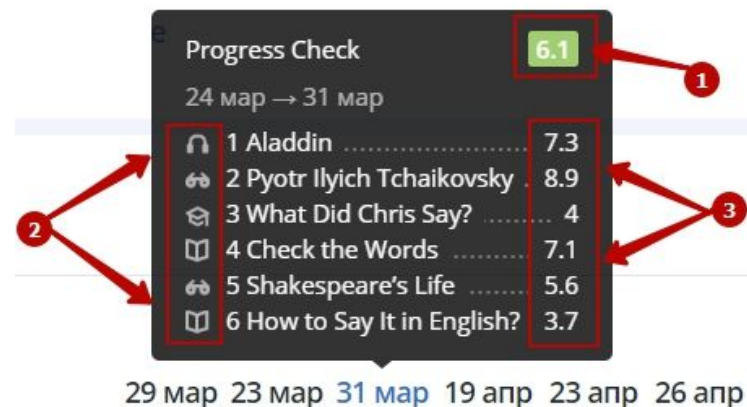 e
Progress Check 6.1
24 мар → 31 мар
1 Aladdin ........................... 7.3
2 Pyotr Ilyich Tchaikovsky . 8.9
3 What Did Chris Say? ......... 4
4 Check the Words ............ 7.1
5 Shakespeare’s Life ......... 5.6
6 How to Say It in English? 3.7
1
2
3
29 мар 23 мар 31 мар 19 апр 23 апр 26 апр